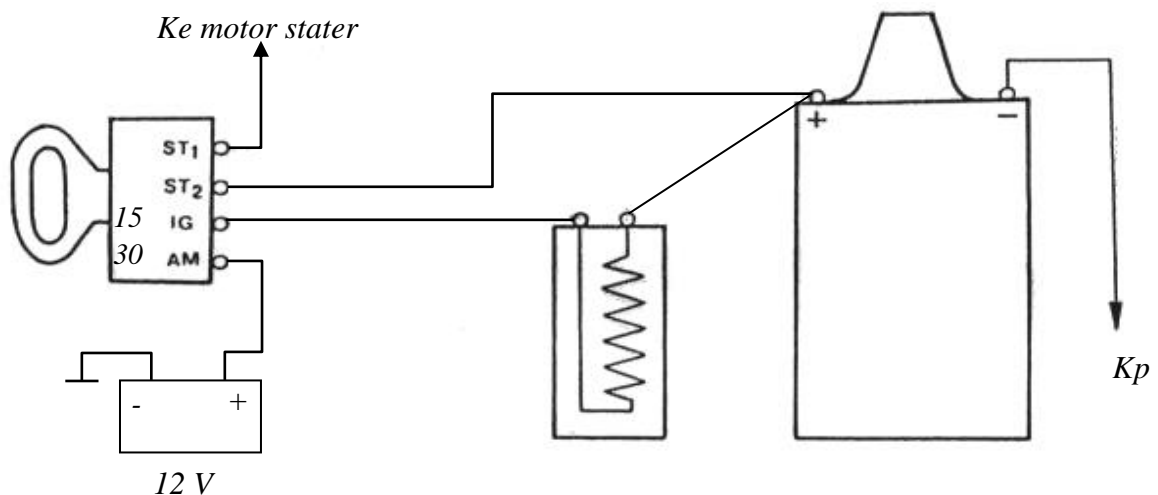 Ke motor stater
ST1
ST2
15 IG
30 AM
+ −
- +
12 V
Kp